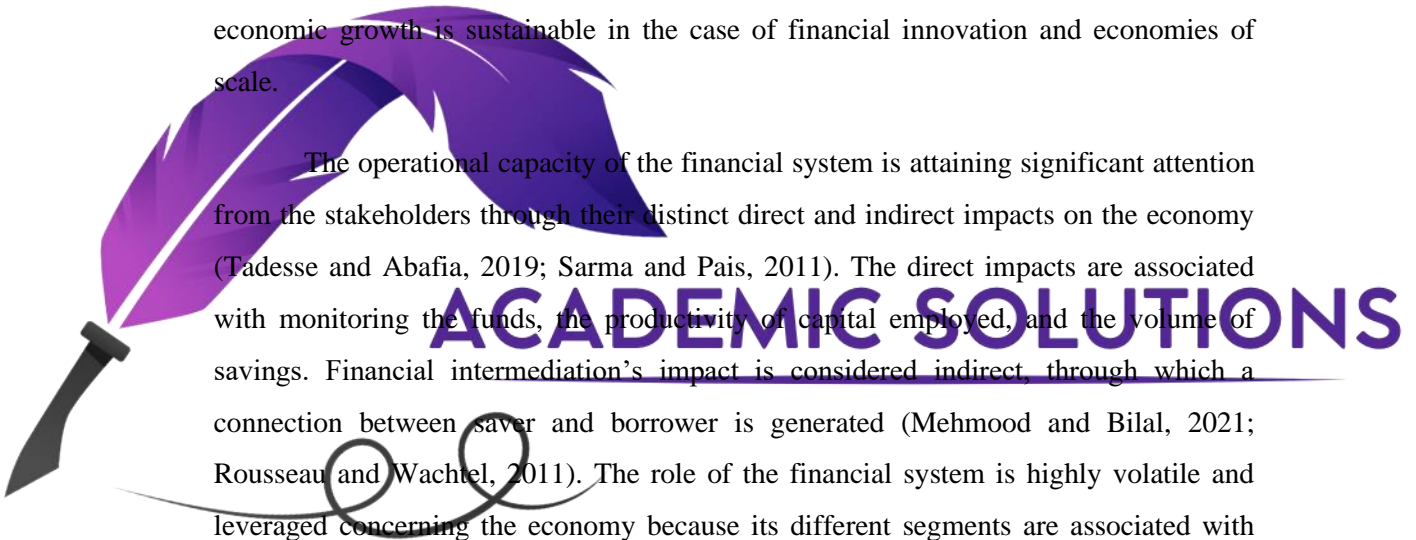 economic growth is sustainable in the case of financial innovation and economies of
scale.
The operational capacity of the financial system is attaining significant attention
from the stakeholders through their distinct direct and indirect impacts on the economy
(Tadesse and Abafia, 2019; Sarma and Pais, 2011). The direct impacts are associated
with monitoring the funds, the productivity of capital employed, and the volume of
ACADEMIC SOLUTIONS
savings. Financial intermediation’s impact is considered indirect, through which a
connection between saver and borrower is generated (Mehmood and Bilal, 2021;
Rousseau and Wachtel, 2011). The role of the financial system is highly volatile and
leveraged concerning the economy because its different segments are associated with